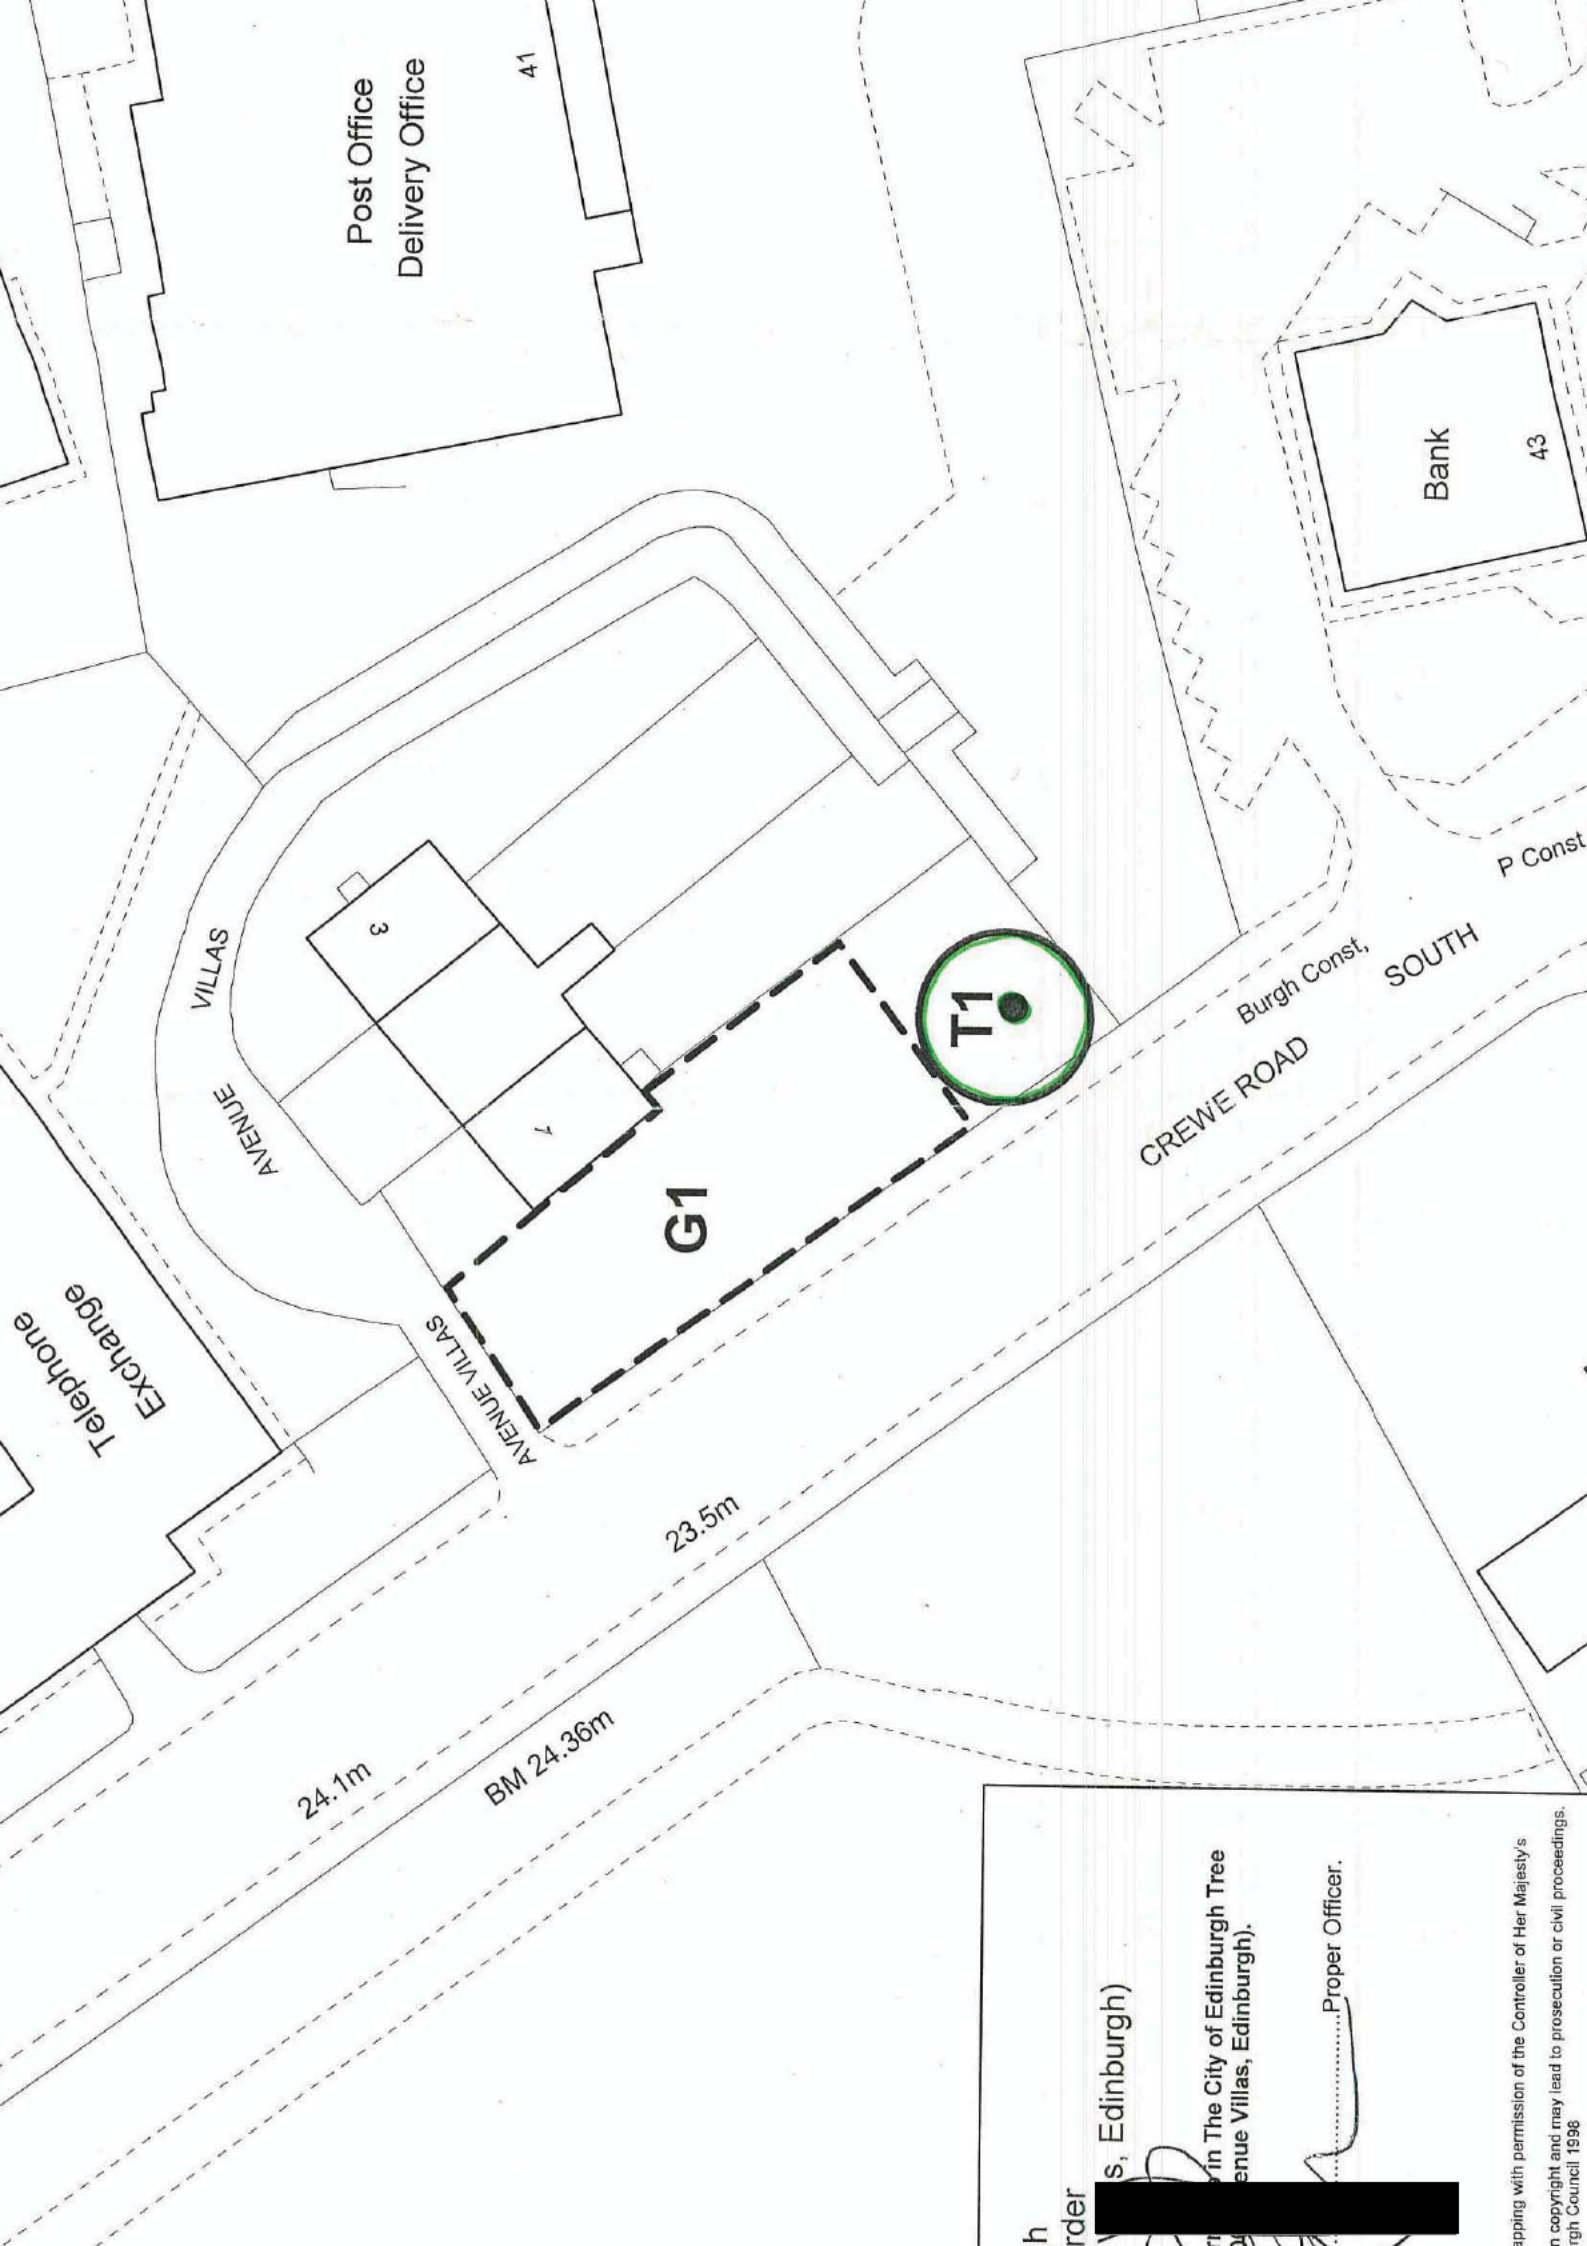 Post Office
Delivery Office
41
Bank
43
3
VILLAS
AVENUE
Telephone
Exchange
AVENUE VILLAS
G1
T1
P Const
Burgh Const,
SOUTH
CREWE ROAD
23.5m
24.1m
BM 24.36m
h
rder
s, Edinburgh)
in The City of Edinburgh Tree
enue Villas, Edinburgh).
Proper Officer.
apping with permission of the Controller of Her Majesty's
n copyright and may lead to prosecution or civil proceedings.
rgh Council 1998